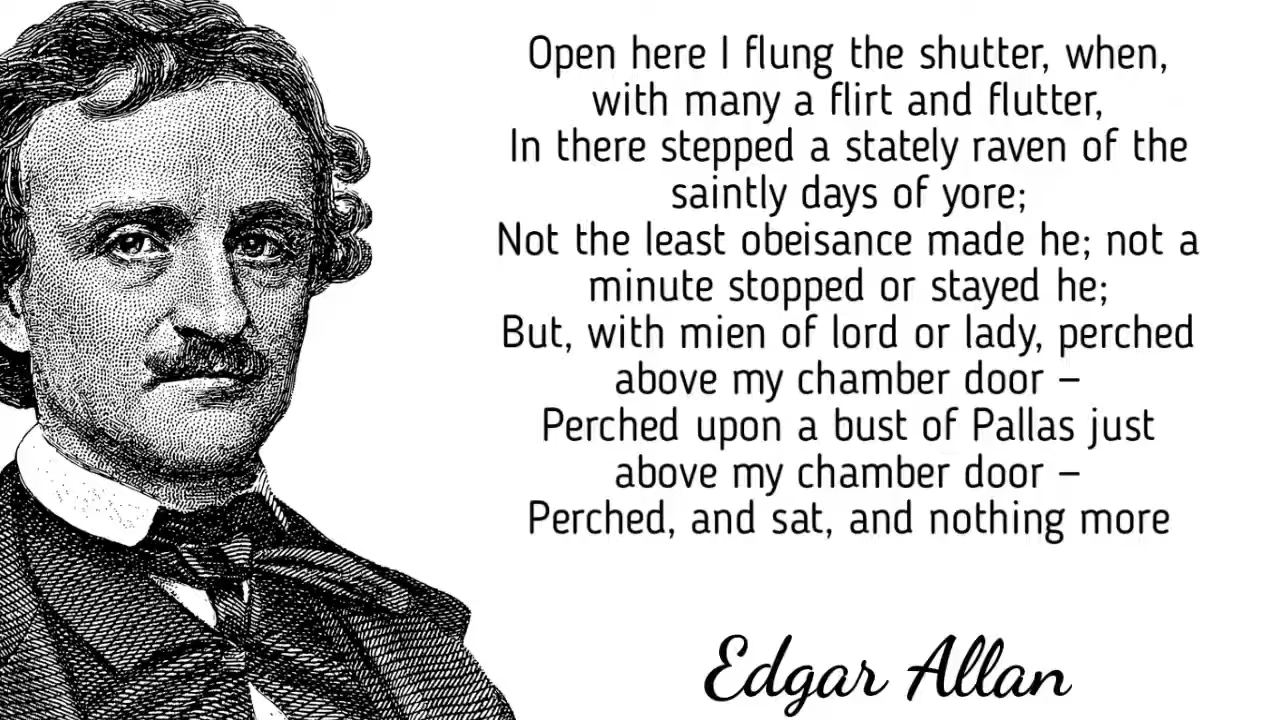 Open here I flung the shutter, when,
with many a flirt and flutter,
In there stepped a stately raven of the
saintly days of yore;
Not the least obeisance made he; not a
minute stopped or stayed he;
But, with mien of lord or lady, perched
above my chamber door –
Perched upon a bust of Pallas just
above my chamber door –
Perched, and sat, and nothing more
Edgar Allan